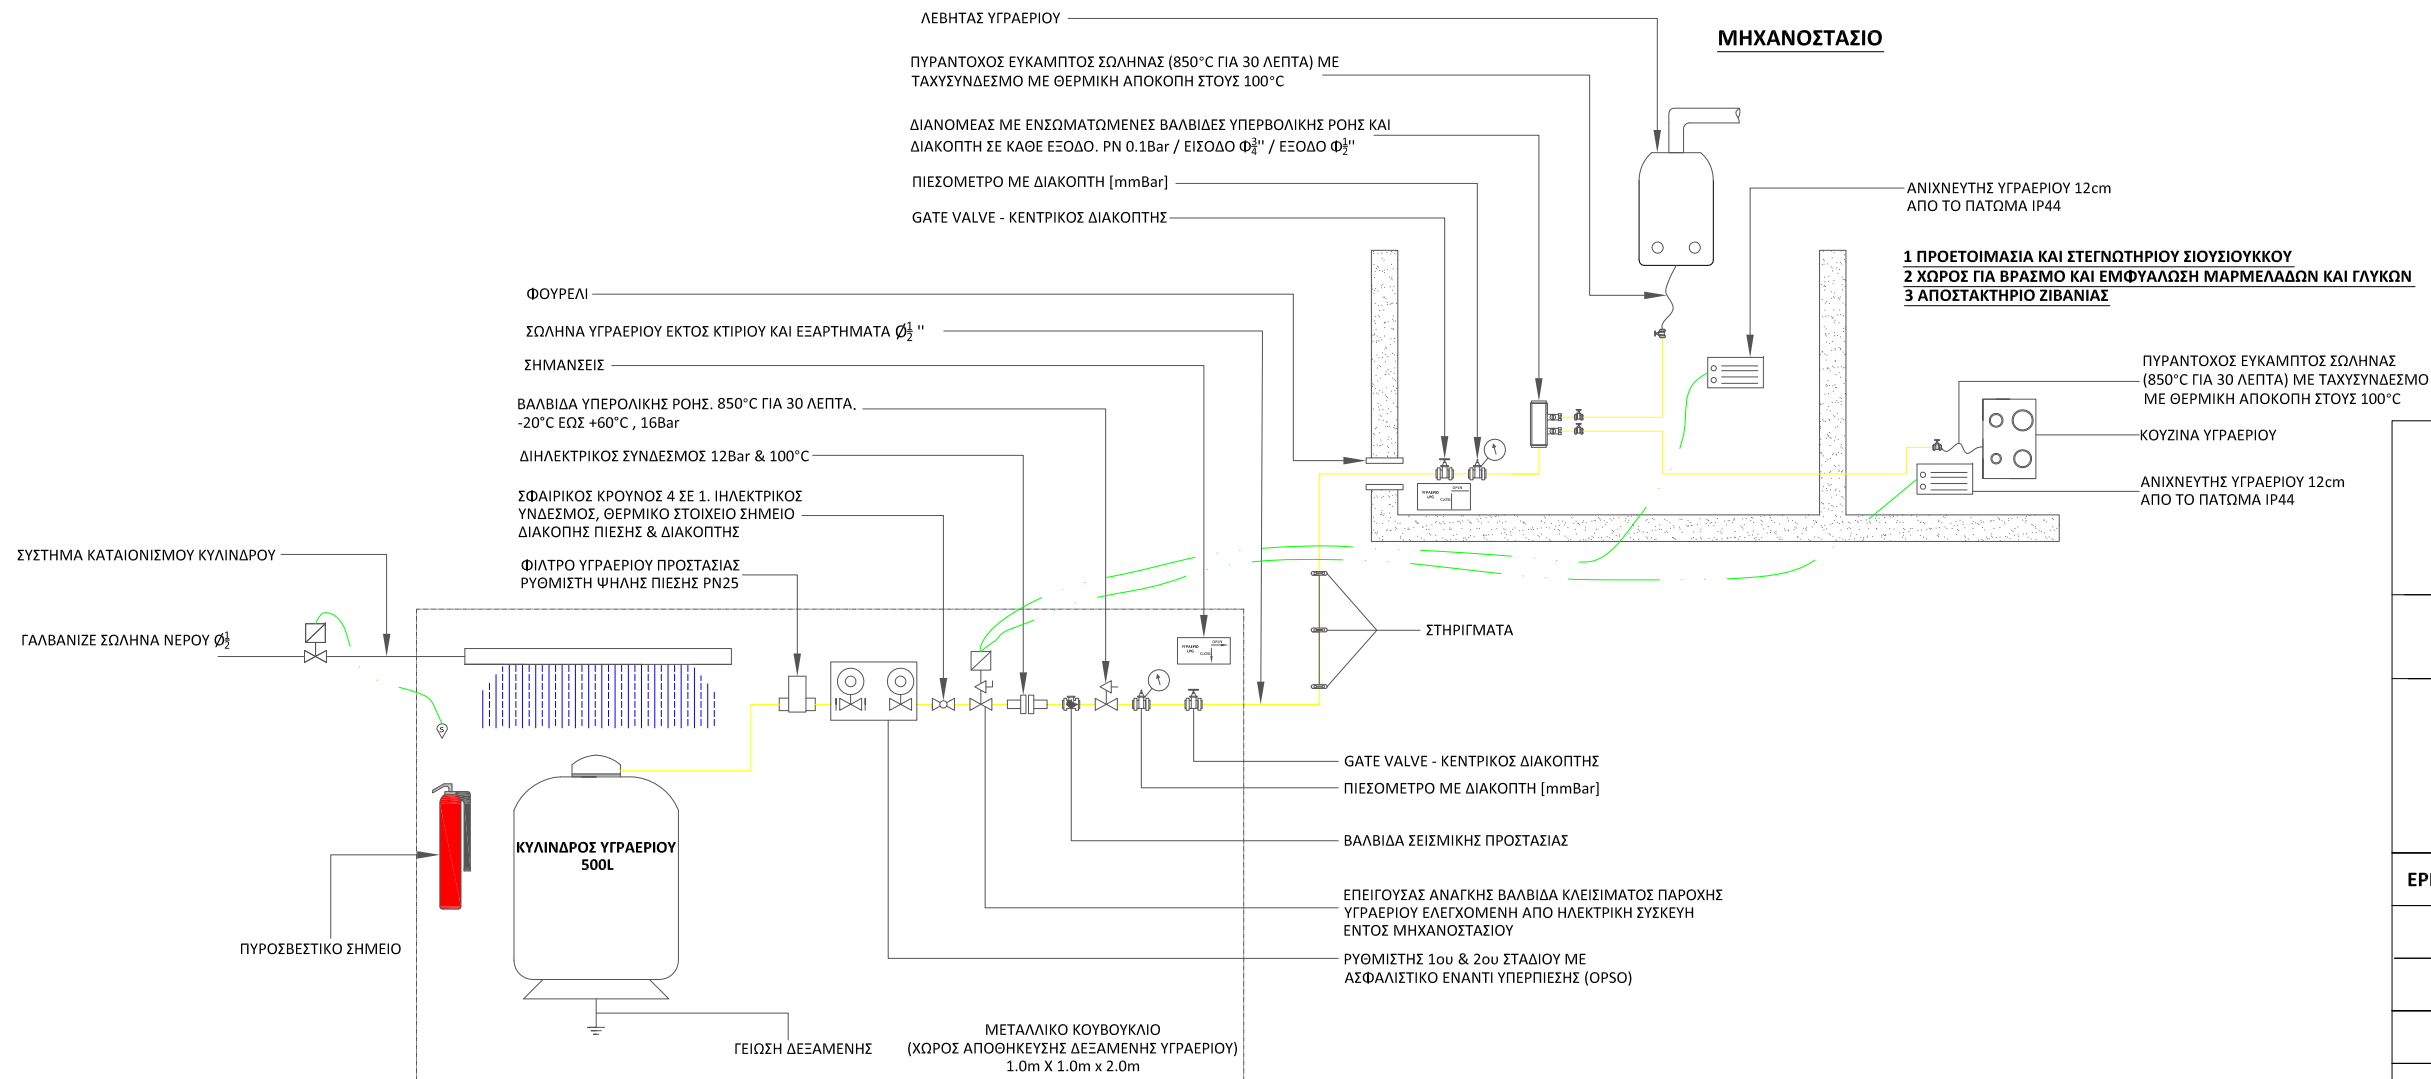 ΛΕΒΗΤΑΣ ΥΓΡΑΕΡΙΟΥ
ΜΗΧΑΝΟΣΤΑΣΙΟ
ΠΥΡΑΝΤΟΧΟΣ ΕΥΚΑΜΠΤΟΣ ΣΩΛΗΝΑΣ (850°C ΓΙΑ 30 ΛΕΠΤΑ) ΜΕ
ΤΑΧΥΣΥΝΔΕΣΜΟ ΜΕ ΘΕΡΜΙΚΗ ΑΠΟΚΟΠΗ ΣΤΟΥΣ 100°C
ΔΙΑΝΟΜΕΑΣ ΜΕ ΕΝΣΩΜΑΤΩΜΕΝΕΣ ΒΑΛΒΙΔΕΣ ΥΠΕΡΒΟΛΙΚΗΣ ΡΟΗΣ ΚΑΙ
ΔΙΑΚΟΠΤΗ ΣΕ ΚΑΘΕ ΕΞΟΔΟ. PN 0.1Bar / ΕΙΣΟΔΟ Φ3/4'' / ΕΞΟΔΟ Φ1/2''
ΠΙΕΣΟΜΕΤΡΟ ΜΕ ΔΙΑΚΟΠΤΗ [mmBar]
GATE VALVE - ΚΕΝΤΡΙΚΟΣ ΔΙΑΚΟΠΤΗΣ
ΑΝΙΧΝΕΥΤΗΣ ΥΓΡΑΕΡΙΟΥ 12cm
ΑΠΟ ΤΟ ΠΑΤΩΜΑ IP44
1 ΠΡΟΕΤΟΙΜΑΣΙΑ ΚΑΙ ΣΤΕΓΝΩΤΗΡΙΟΥ ΣΙΟΥΣΙΟΥΚΚΟΥ
2 ΧΩΡΟΣ ΓΙΑ ΒΡΑΣΜΟ ΚΑΙ ΕΜΦΥΑΛΩΣΗ ΜΑΡΜΕΛΑΔΩΝ ΚΑΙ ΓΛΥΚΩΝ
3 ΑΠΟΣΤΑΚΤΗΡΙΟ ΖΙΒΑΝΙΑΣ
ΦΟΥΡΕΛΙ
ΣΩΛΗΝΑ ΥΓΡΑΕΡΙΟΥ ΕΚΤΟΣ ΚΤΙΡΙΟΥ ΚΑΙ ΕΞΑΡΤΗΜΑΤΑ Ø1/2 ''
ΣΗΜΑΝΣΕΙΣ
ΒΑΛΒΙΔΑ ΥΠΕΡΟΛΙΚΗΣ ΡΟΗΣ. 850°C ΓΙΑ 30 ΛΕΠΤΑ.
-20°C ΕΩΣ +60°C , 16Bar
ΔΙΗΛΕΚΤΡΙΚΟΣ ΣΥΝΔΕΣΜΟΣ 12Bar & 100°C
ΣΦΑΙΡΙΚΟΣ ΚΡΟΥΝΟΣ 4 ΣΕ 1. ΙΗΛΕΚΤΡΙΚΟΣ
ΥΝΔΕΣΜΟΣ, ΘΕΡΜΙΚΟ ΣΤΟΙΧΕΙΟ ΣΗΜΕΙΟ
ΔΙΑΚΟΠΗΣ ΠΙΕΣΗΣ & ΔΙΑΚΟΠΤΗΣ
ΦΙΛΤΡΟ ΥΓΡΑΕΡΙΟΥ ΠΡΟΣΤΑΣΙΑΣ
ΡΥΘΜΙΣΤΗ ΨΗΛΗΣ ΠΙΕΣΗΣ PN25
ΠΥΡΑΝΤΟΧΟΣ ΕΥΚΑΜΠΤΟΣ ΣΩΛΗΝΑΣ
(850°C ΓΙΑ 30 ΛΕΠΤΑ) ΜΕ ΤΑΧΥΣΥΝΔΕΣΜΟ
ΜΕ ΘΕΡΜΙΚΗ ΑΠΟΚΟΠΗ ΣΤΟΥΣ 100°C
ΚΟΥΖΙΝΑ ΥΓΡΑΕΡΙΟΥ
ΑΝΙΧΝΕΥΤΗΣ ΥΓΡΑΕΡΙΟΥ 12cm
ΑΠΟ ΤΟ ΠΑΤΩΜΑ IP44
ΥΓΡΑΕΡΙΟ
LPG
OPEN
CLOSE
ΣΥΣΤΗΜΑ ΚΑΤΑΙΟΝΙΣΜΟΥ ΚΥΛΙΝΔΡΟΥ
ΓΑΛΒΑΝΙΖΕ ΣΩΛΗΝΑ ΝΕΡΟΥ Ø1/2
ΣΤΗΡΙΓΜΑΤΑ
ΥΓΡΑΕΡΙΟ
LPG
OPEN
CLOSE
S
GATE VALVE - ΚΕΝΤΡΙΚΟΣ ΔΙΑΚΟΠΤΗΣ
ΠΙΕΣΟΜΕΤΡΟ ΜΕ ΔΙΑΚΟΠΤΗ [mmBar]
ΒΑΛΒΙΔΑ ΣΕΙΣΜΙΚΗΣ ΠΡΟΣΤΑΣΙΑΣ
ΕΠΕΙΓΟΥΣΑΣ ΑΝΑΓΚΗΣ ΒΑΛΒΙΔΑ ΚΛΕΙΣΙΜΑΤΟΣ ΠΑΡΟΧΗΣ
ΥΓΡΑΕΡΙΟΥ ΕΛΕΓΧΟΜΕΝΗ ΑΠΟ ΗΛΕΚΤΡΙΚΗ ΣΥΣΚΕΥΗ
ΕΝΤΟΣ ΜΗΧΑΝΟΣΤΑΣΙΟΥ
ΡΥΘΜΙΣΤΗΣ 1ου & 2ου ΣΤΑΔΙΟΥ ΜΕ
ΑΣΦΑΛΙΣΤΙΚΟ ΕΝΑΝΤΙ ΥΠΕΡΠΙΕΣΗΣ (OPSO)
ΚΥΛΙΝΔΡΟΣ ΥΓΡΑΕΡΙΟΥ
500L
ΠΥΡΟΣΒΕΣΤΙΚΟ ΣΗΜΕΙΟ
ΓΕΙΩΣΗ ΔΕΞΑΜΕΝΗΣ
ΜΕΤΑΛΛΙΚΟ ΚΟΥΒΟΥΚΛΙΟ
(ΧΩΡΟΣ ΑΠΟΘΗΚΕΥΣΗΣ ΔΕΞΑΜΕΝΗΣ ΥΓΡΑΕΡΙΟΥ)
1.0m X 1.0m x 2.0m